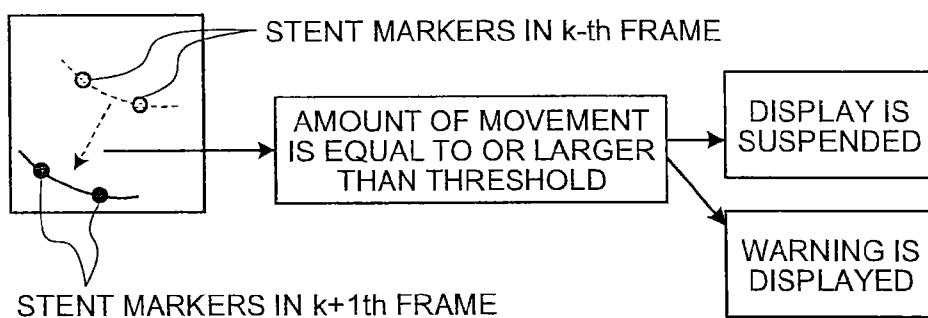 STENT MARKERS IN k-th FRAME
AMOUNT OF MOVEMENT
IS EQUAL TO OR LARGER
THAN THRESHOLD
DISPLAY IS
SUSPENDED
WARNING IS
DISPLAYED
STENT MARKERS IN k+1th FRAME